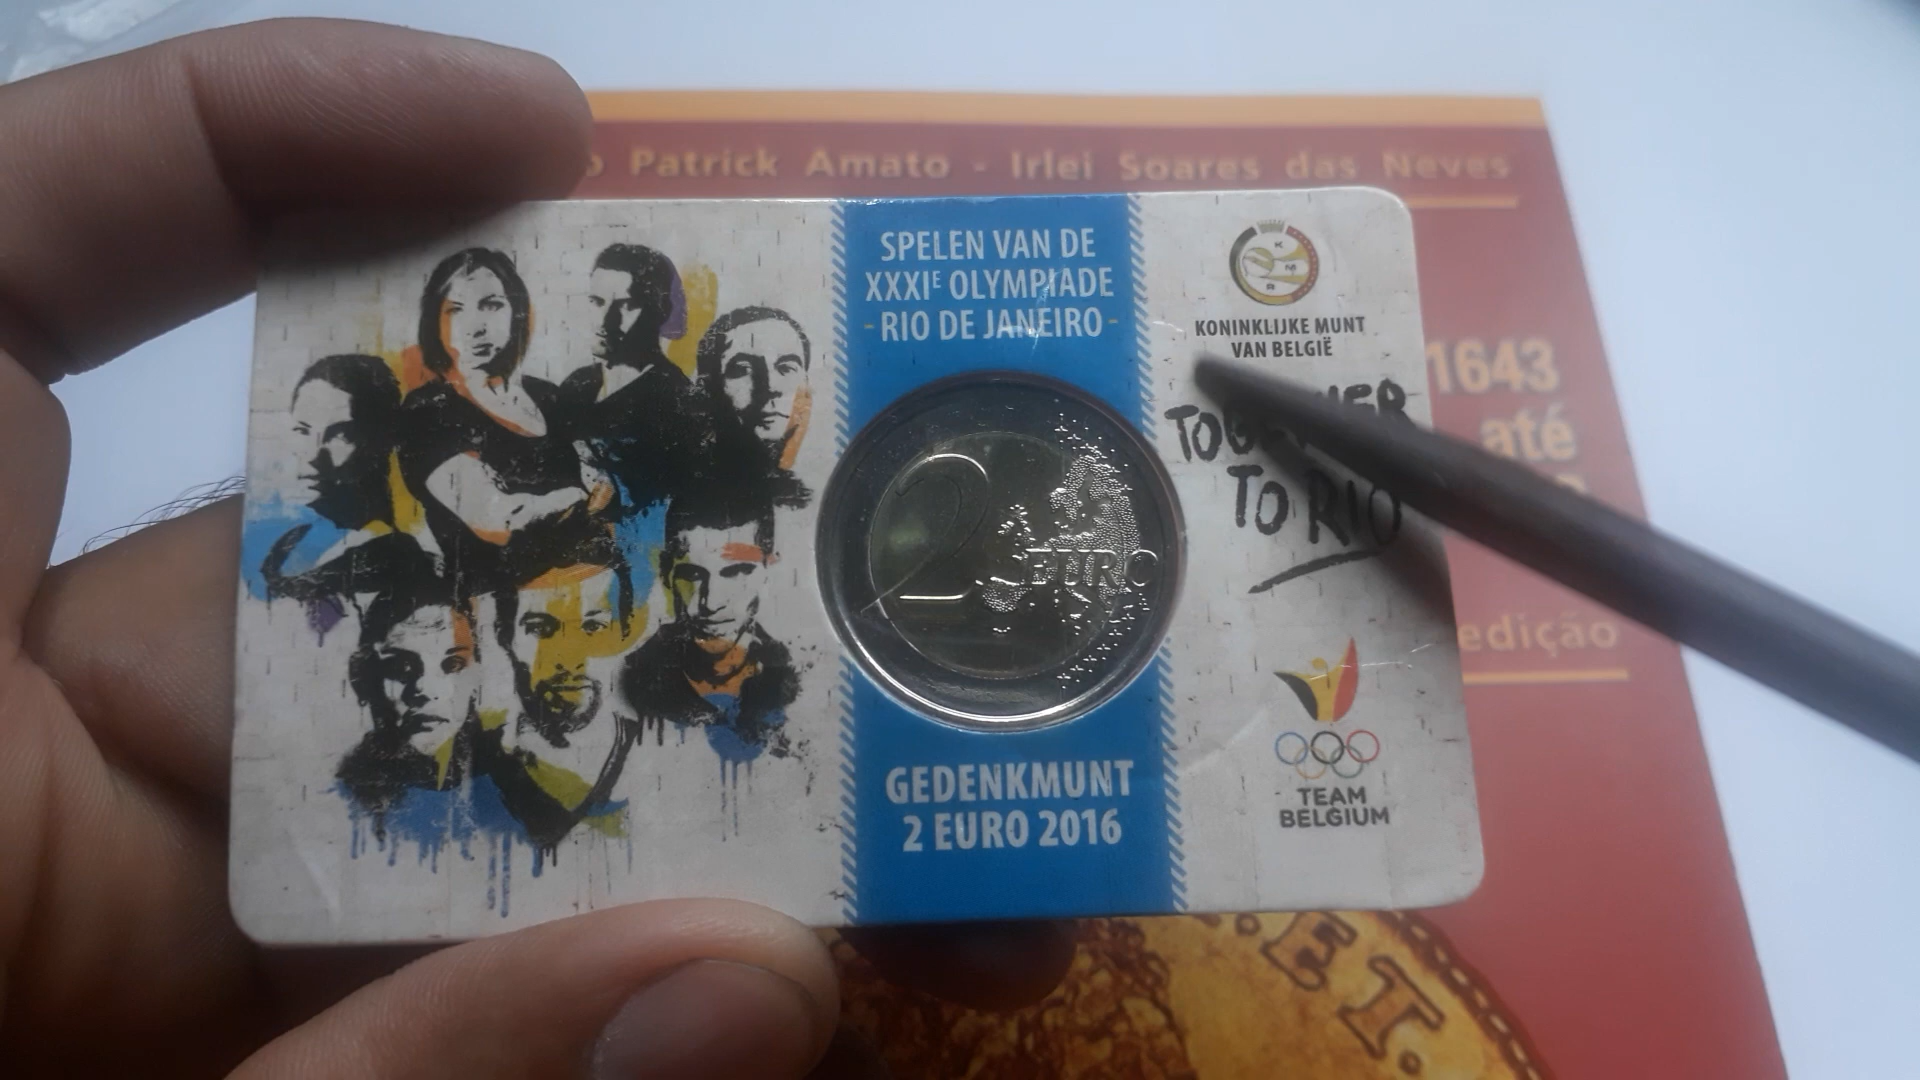 Patrick Amato - Irlei Soares das Neves
SPELEN VAN DE
XXXIE OLYMPIADE
- RIO DE JANEIRO -
K
M
R
KONINKLIJKE MUNT
VAN BELGIË
TO RIO
2 EURO
GEDENKMUNT
2 EURO 2016
TEAM
BELGIUM
1643
até
edição
.E I.